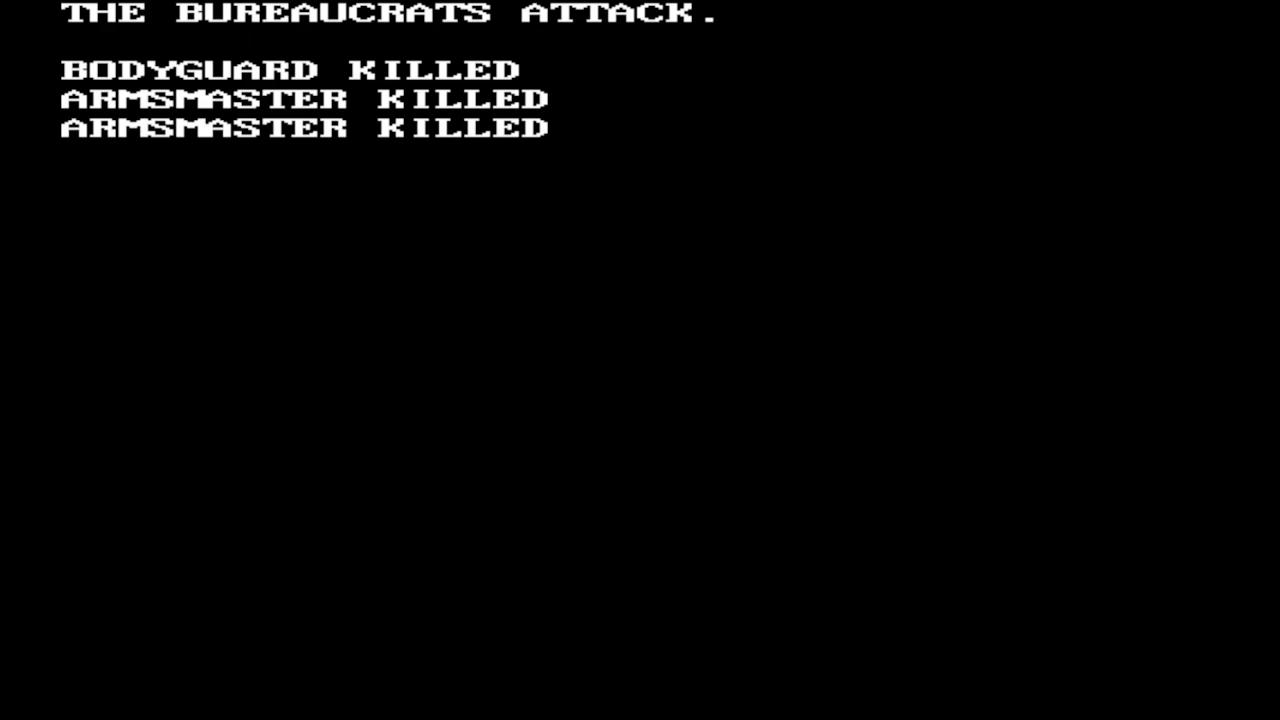 THE BUREAUCRATS ATTACK.
BODYGUARD KILLED
ARMSMASTER KILLED
ARMSMASTER KILLED